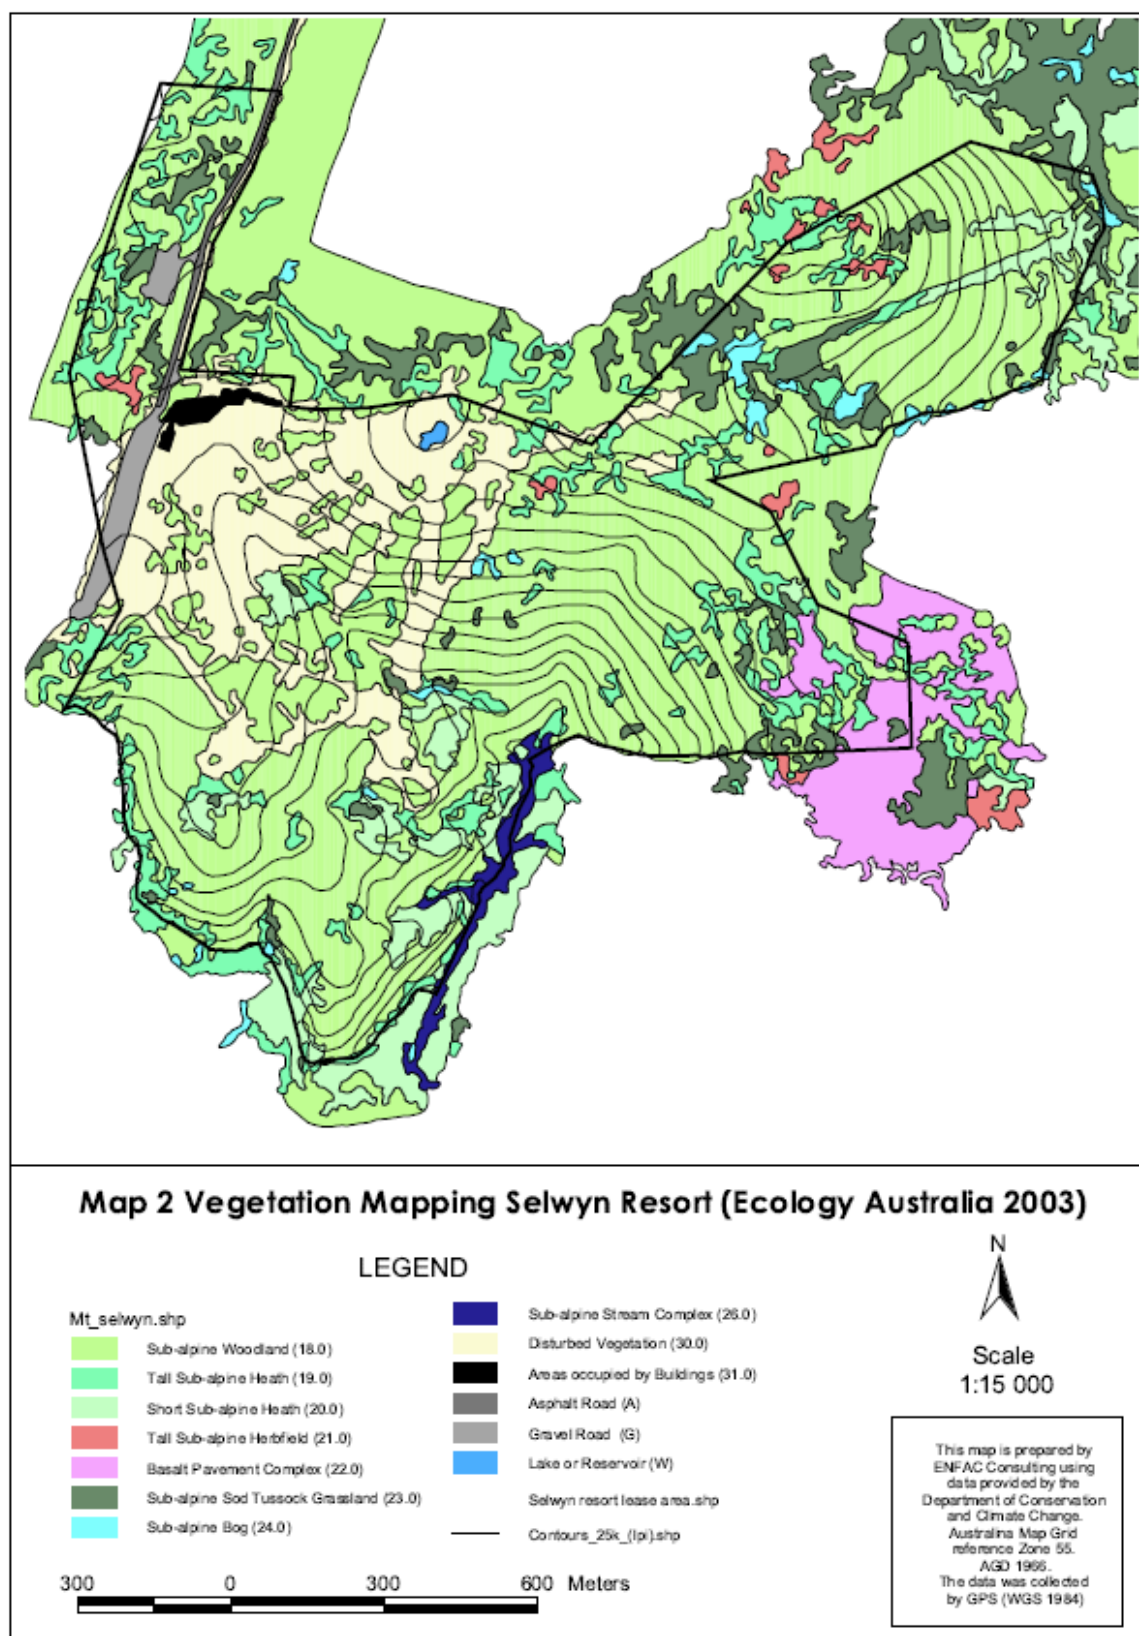 Map 2 Vegetation Mapping Selwyn Resort (Ecology Australia 2003)
LEGEND
Mt_selwyn.shp
Sub-alpine Woodland (18.0)
Tall Sub-alpine Heath (19.0)
Short Sub-alpine Heath (20.0)
Tall Sub-alpine Herbfield (21.0)
Basalt Pavement Complex (22.0)
Sub-alpine Sod Tussock Grassland (23.0)
Sub-alpine Bog (24.0)
Sub-alpine Stream Complex (26.0)
Disturbed Vegetation (30.0)
Areas occupied by Buildings (31.0)
Asphalt Road (A)
Gravel Road (G)
Lake or Reservoir (W)
Selwyn resort lease area.shp
Contours_25k_(lpi).shp
300 0 300 600 Meters
N
Scale
1:15 000
This map is prepared by
ENFAC Consulting using
data provided by the
Department of Conservation
and Climate Change.
Australina Map Grid
reference Zone 55.
AGD 1966.
The data was collected
by GPS (WGS 1984)